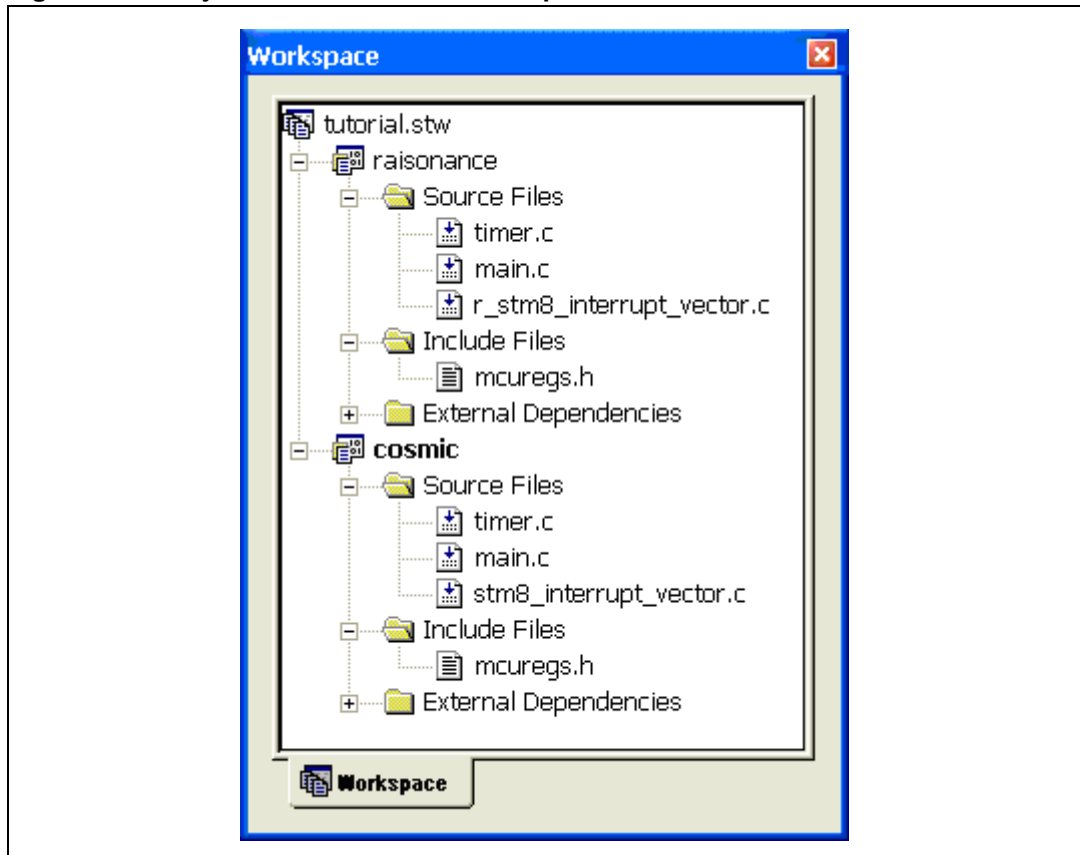 Workspace
tutorial.stw
raisonance
Source Files
timer.c
main.c
r_stm8_interrupt_vector.c
Include Files
mcuregs.h
External Dependencies
cosmic
Source Files
timer.c
main.c
stm8_interrupt_vector.c
Include Files
mcuregs.h
External Dependencies
Workspace